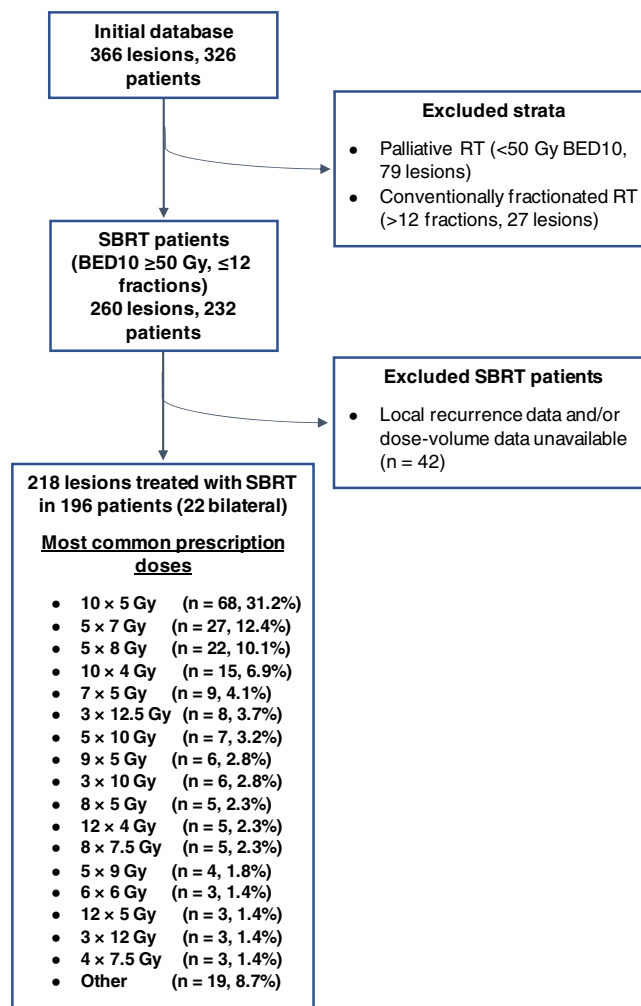 Initial database
366 lesions, 326
patients
Excluded strata
● Palliative RT (<50 Gy BED10,
79 lesions)
● Conventionally fractionated RT
(>12 fractions, 27 lesions)
SBRT patients
(BED10 ≥50 Gy, ≤12
fractions)
260 lesions, 232
patients
Excluded SBRT patients
● Local recurrence data and/or
dose-volume data unavailable
(n = 42)
218 lesions treated with SBRT
in 196 patients (22 bilateral)
Most common prescription
doses
● 10 × 5 Gy (n = 68, 31.2%)
● 5 × 7 Gy (n = 27, 12.4%)
● 5 × 8 Gy (n = 22, 10.1%)
● 10 × 4 Gy (n = 15, 6.9%)
● 7 × 5 Gy (n = 9, 4.1%)
● 3 × 12.5 Gy (n = 8, 3.7%)
● 5 × 10 Gy (n = 7, 3.2%)
● 9 × 5 Gy (n = 6, 2.8%)
● 3 × 10 Gy (n = 6, 2.8%)
● 8 × 5 Gy (n = 5, 2.3%)
● 12 × 4 Gy (n = 5, 2.3%)
● 8 × 7.5 Gy (n = 5, 2.3%)
● 5 × 9 Gy (n = 4, 1.8%)
● 6 × 6 Gy (n = 3, 1.4%)
● 12 × 5 Gy (n = 3, 1.4%)
● 3 × 12 Gy (n = 3, 1.4%)
● 4 × 7.5 Gy (n = 3, 1.4%)
● Other (n = 19, 8.7%)